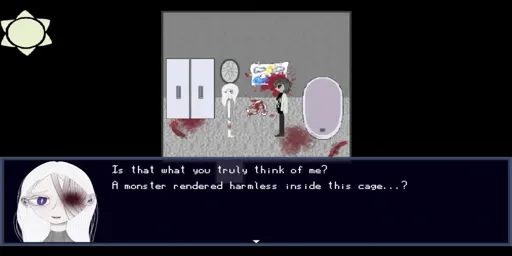 Is that what you truly think of me?
A monster rendered harmless inside this cage...?